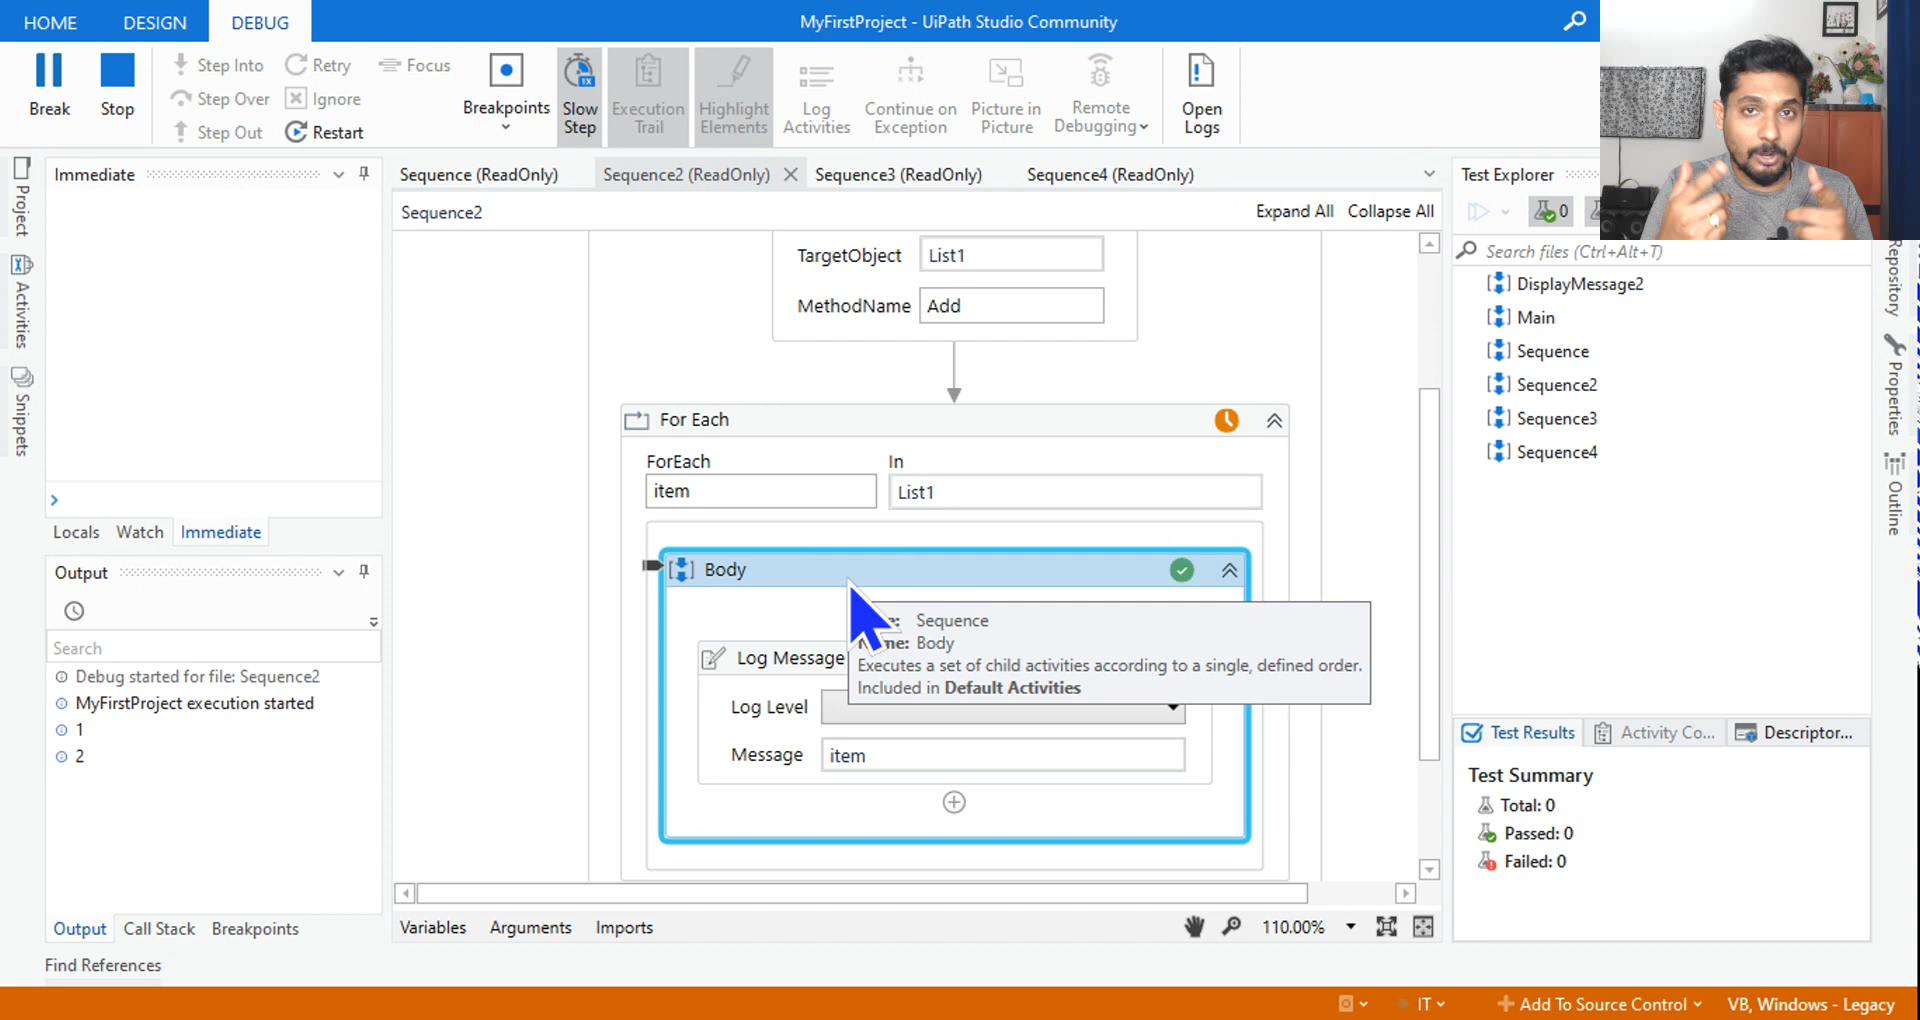 HOME DESIGN DEBUG
MyFirstProject - UiPath Studio Community
Break
Stop
Step Into
Step Over
Step Out
Retry
Ignore
Restart
Focus
Breakpoints
1X
Slow
Step
Execution
Trail
Highlight
Elements
Log
Activities
Continue on
Exception
Picture in
Picture
Remote
Debugging
Open
Logs
Project
Activities
Snippets
Immediate
Locals Watch Immediate
Output
Search
Debug started for file: Sequence2
MyFirstProject execution started
1
2
Output Call Stack Breakpoints
Find References
Sequence (ReadOnly) Sequence2 (ReadOnly) Sequence3 (ReadOnly) Sequence4 (ReadOnly)
Sequence2 Expand All Collapse All
TargetObject List1
MethodName Add
For Each
ForEach In
item List1
Body
Sequence
Body
Executes a set of child activities according to a single, defined order.
Included in Default Activities
Log Message
Log Level
Message item
Variables Arguments Imports 110.00%
Test Explorer
0
Search files (Ctrl+Alt+T)
DisplayMessage2
Main
Sequence
Sequence2
Sequence3
Sequence4
Test Results Activity Co... Descriptor...
Test Summary
Total: 0
Passed: 0
Failed: 0
Repository
Properties
Outline
IT Add To Source Control VB, Windows - Legacy